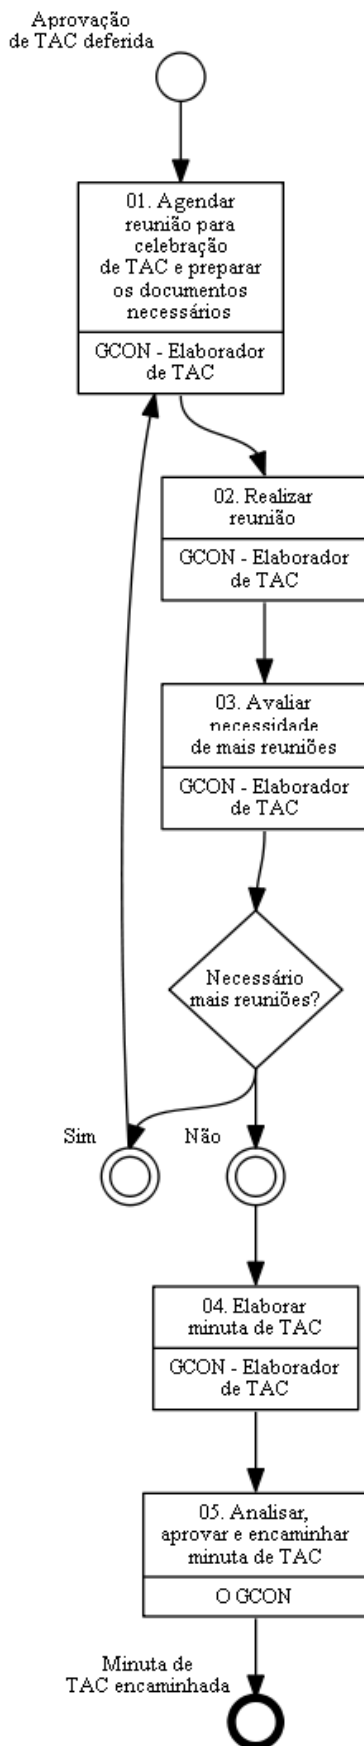 Aprovação
de TAC deferida
01. Agendar
reunião para
celebração
de TAC e preparar
os documentos
necessários
GCON - Elaborador
de TAC
02. Realizar
reunião
GCON - Elaborador
de TAC
03. Avaliar
necessidade
de mais reuniões
GCON - Elaborador
de TAC
Necessário
mais reuniões?
Sim
Não
04. Elaborar
minuta de TAC
GCON - Elaborador
de TAC
05. Analisar,
aprovar e encaminhar
minuta de TAC
O GCON
Minuta de
TAC encaminhada